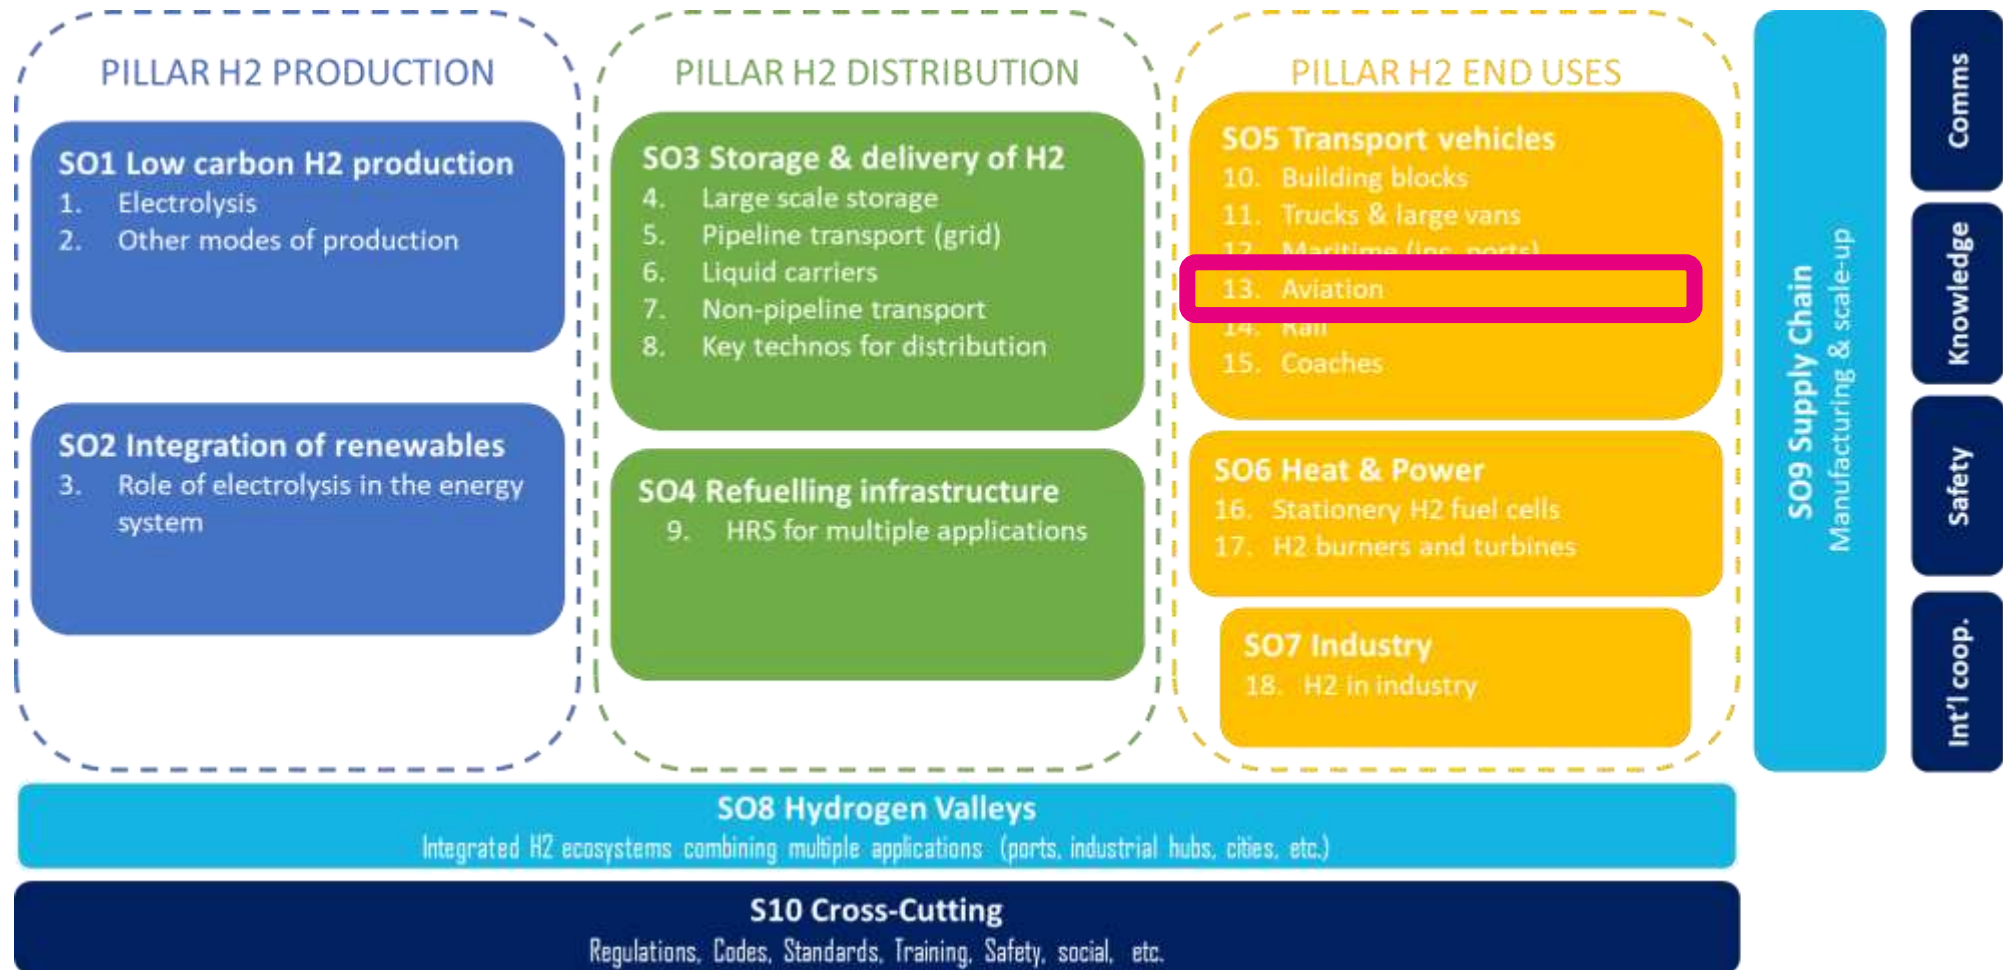 PILLAR H2 PRODUCTION
SO1 Low carbon H2 production
1. Electrolysis
2. Other modes of production
SO2 Integration of renewables
3. Role of electrolysis in the energy
system
PILLAR H2 DISTRIBUTION
SO3 Storage & delivery of H2
4. Large scale storage
5. Pipeline transport (grid)
6. Liquid carriers
7. Non-pipeline transport
8. Key technos for distribution
SO4 Refuelling infrastructure
9. HRS for multiple applications
PILLAR H2 END USES
SO5 Transport vehicles
10. Building blocks
11. Trucks & large vans
12. Maritime (inc. ports)
13. Aviation
14. Rail
15. Coaches
SO6 Heat & Power
16. Stationery H2 fuel cells
17. H2 burners and turbines
SO7 Industry
18. H2 in industry
SO9 Supply Chain
Manufacturing & scale-up
Comms
Knowledge
Safety
Int'l coop.
SO8 Hydrogen Valleys
Integrated H2 ecosystems combining multiple applications (ports, industrial hubs, cities, etc.)
S10 Cross-Cutting
Regulations, Codes, Standards, Training, Safety, social, etc.